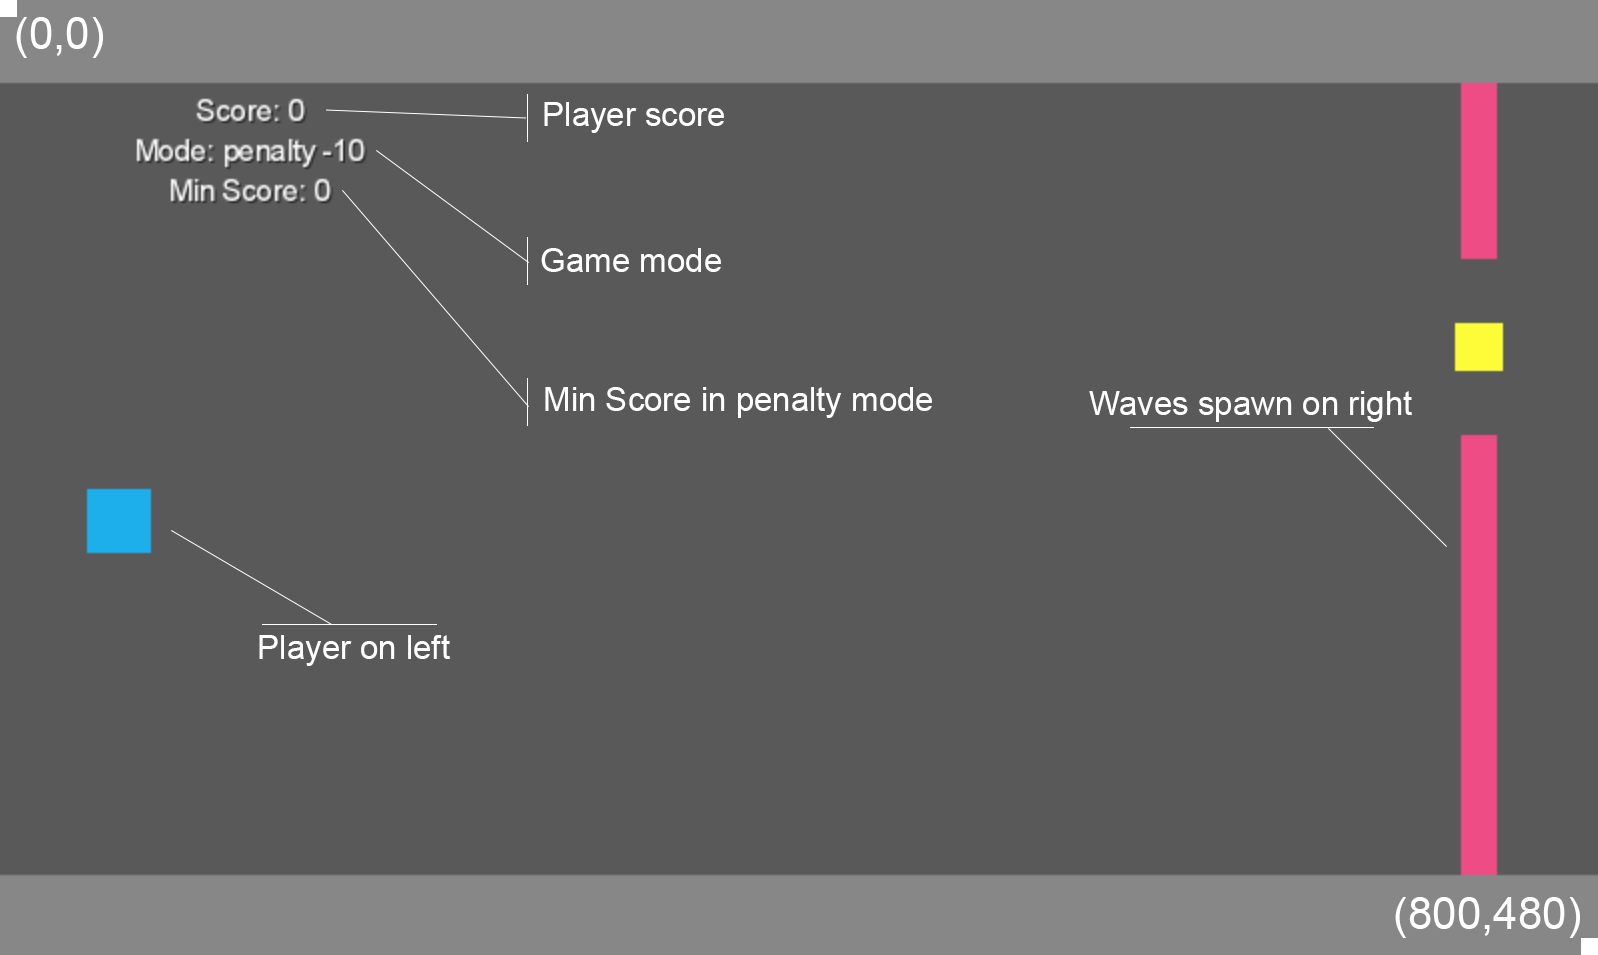 (0,0)
Score: 0
Player score
Mode: penalty -10
Min Score: 0
Game mode
Min Score in penalty mode
Waves spawn on right
Player on left
(800,480)